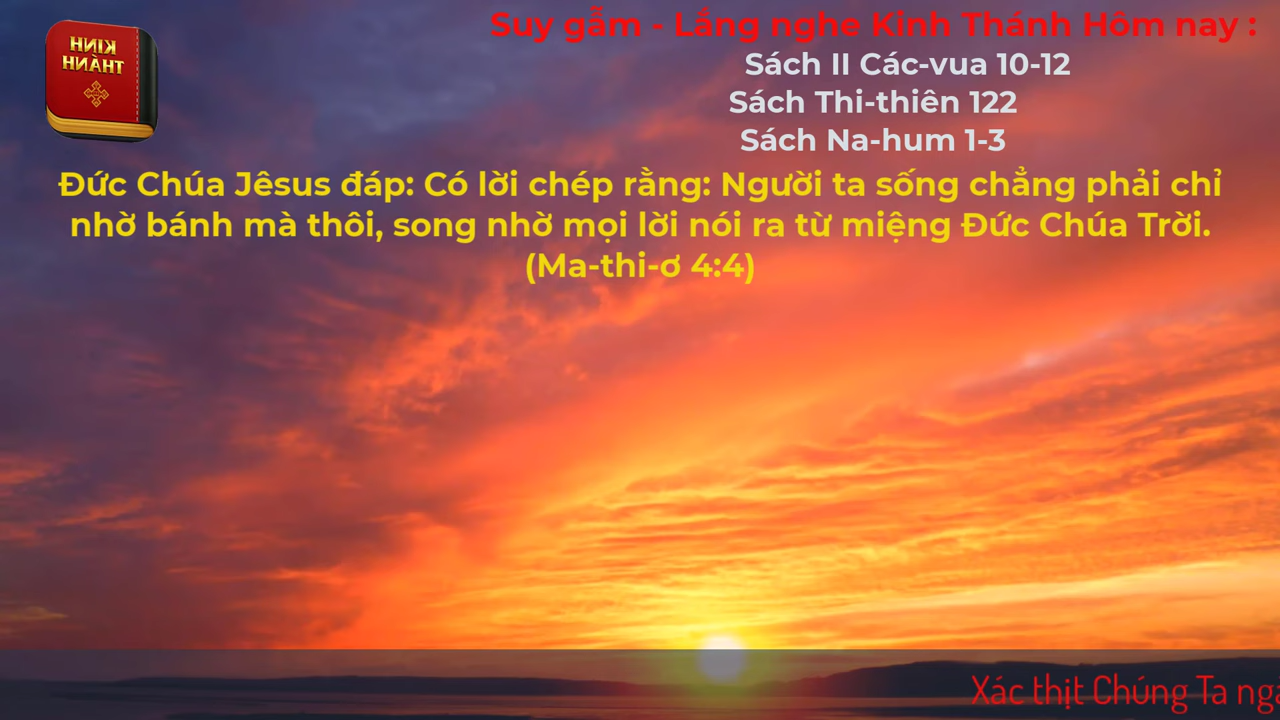 Suy gẫm - Lắng nghe Kinh Thánh Hôm nay :
KINH
THÁNH
Sách II Các-vua 10-12
Sách Thi-thiên 122
Sách Na-hum 1-3
Đức Chúa Jêsus đáp: Có lời chép rằng: Người ta sống chẳng phải chỉ
nhờ bánh mà thôi, song nhờ mọi lời nói ra từ miệng Đức Chúa Trời.
(Ma-thi-ơ 4:4)
Xác thịt Chúng Ta